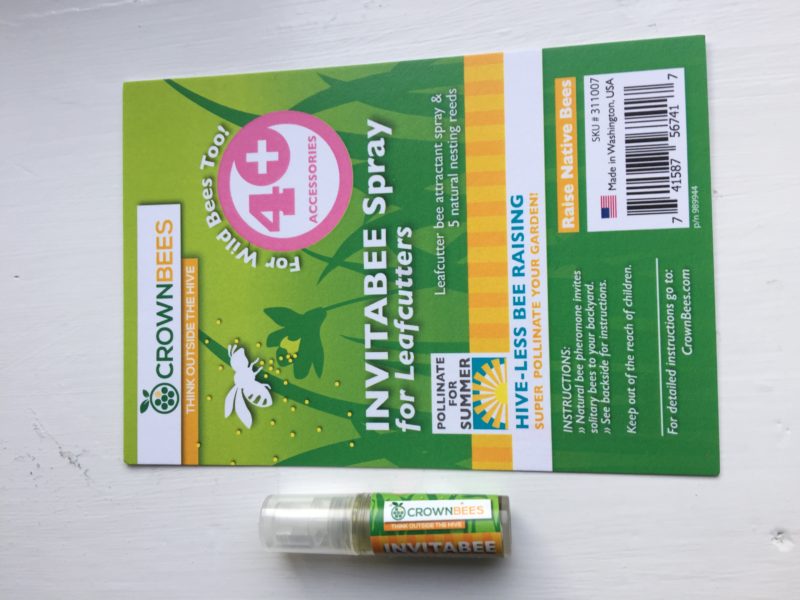 CROWNBEES
THINK OUTSIDE THE HIVE
For Wild Bees Too!
4+
ACCESSORIES
INVITABEE Spray
for Leafcutters
Leafcutter bee attractant spray &
5 natural nesting reeds
POLLINATE
FOR
SUMMER
HIVE-LESS BEE RAISING
SUPER POLLINATE YOUR GARDEN!
INSTRUCTIONS:
» Natural bee pheromone invites
solitary bees to your backyard.
» See backside for instructions.
Keep out of the reach of children.
For detailed instructions go to:
CrownBees.com
Raise Native Bees
SKU # 311007
Made in Washington, USA
7 41587 56741 7
p/n 989944
CROWNBEES
THINK OUTSIDE THE HIVE
INVITABEE